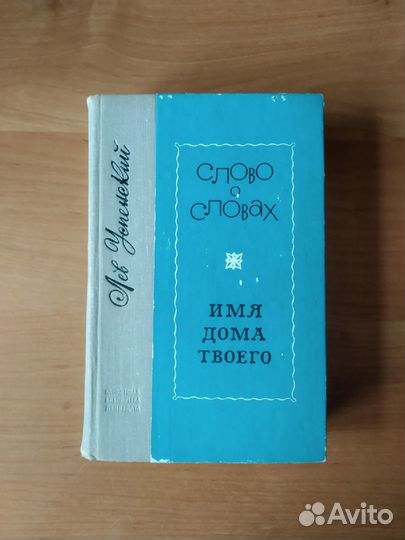 Лев Успенский
СЛОВО
О
СЛОВАХ
ИМЯ
ДОМА
ТВОЕГО
Avito